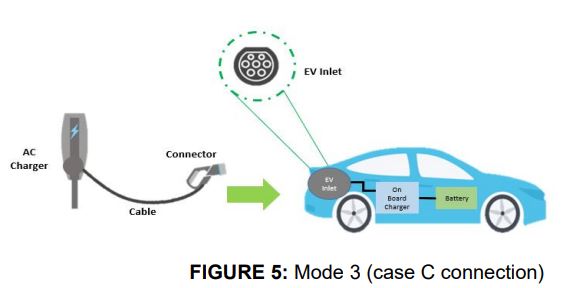 EV Inlet
AC
Charger
Connector
Cable
EV
Inlet
On
Board
Charger
Battery
FIGURE 5: Mode 3 (case C connection)